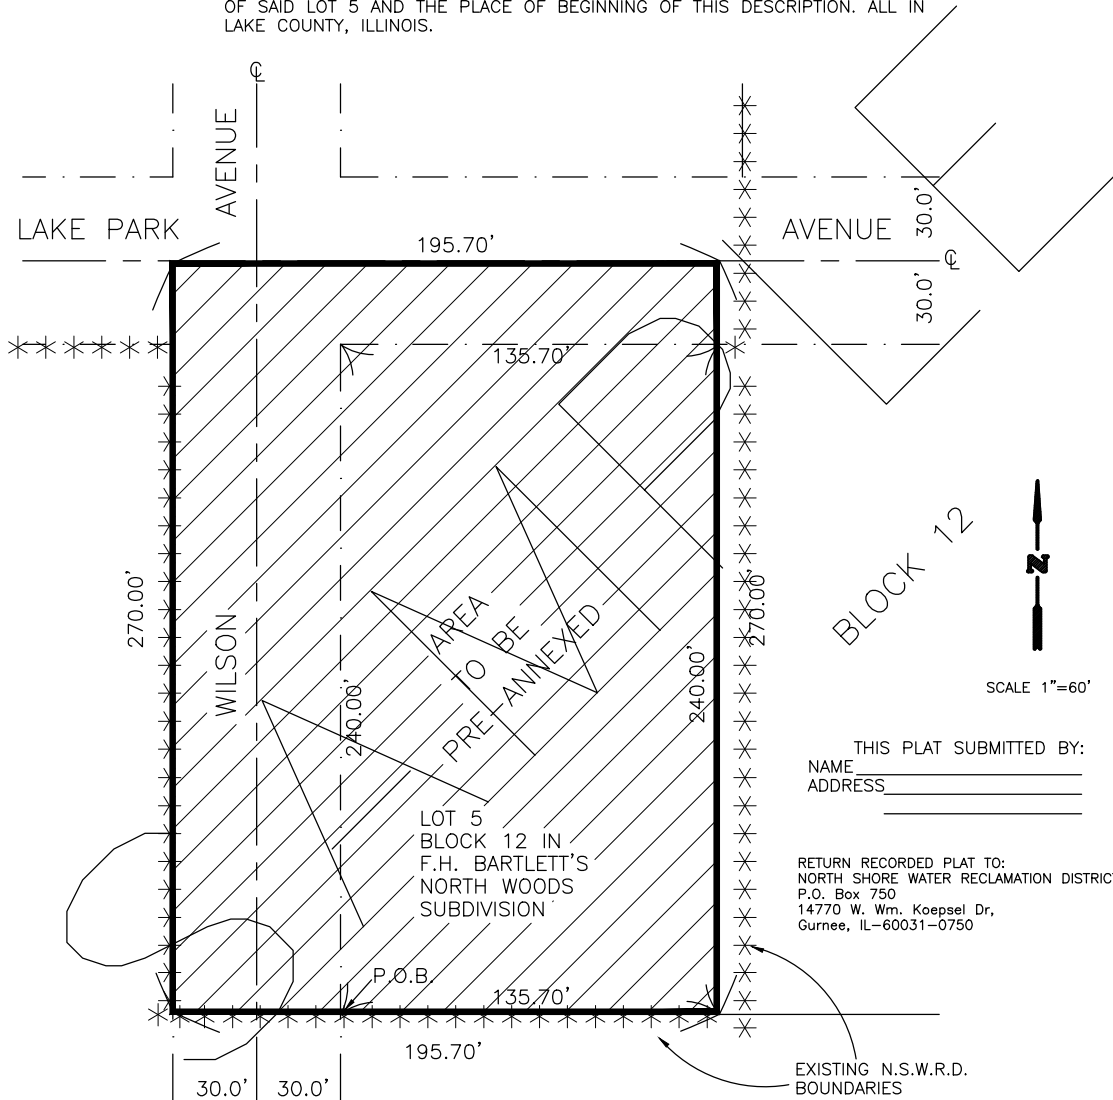 OF SAID LOT 5 AND THE PLACE OF BEGINNING OF THIS DESCRIPTION. ALL IN
LAKE COUNTY, ILLINOIS.
℄
AVENUE
LAKE PARK
195.70'
AVENUE
30.0'
℄
30.0'
135.70'
270.00'
WILSON
240.00'
AREA
TO BE
PRE-ANNEXED
240.00'
270.00'
BLOCK 12
N
SCALE 1"=60'
THIS PLAT SUBMITTED BY:
NAME
ADDRESS
LOT 5
BLOCK 12 IN
F.H. BARTLETT'S
NORTH WOODS
SUBDIVISION
RETURN RECORDED PLAT TO:
NORTH SHORE WATER RECLAMATION DISTRIC
P.O. Box 750
14770 W. Wm. Koepsel Dr,
Gurnee, IL-60031-0750
P.O.B.
135.70'
195.70'
30.0' 30.0'
EXISTING N.S.W.R.D.
BOUNDARIES